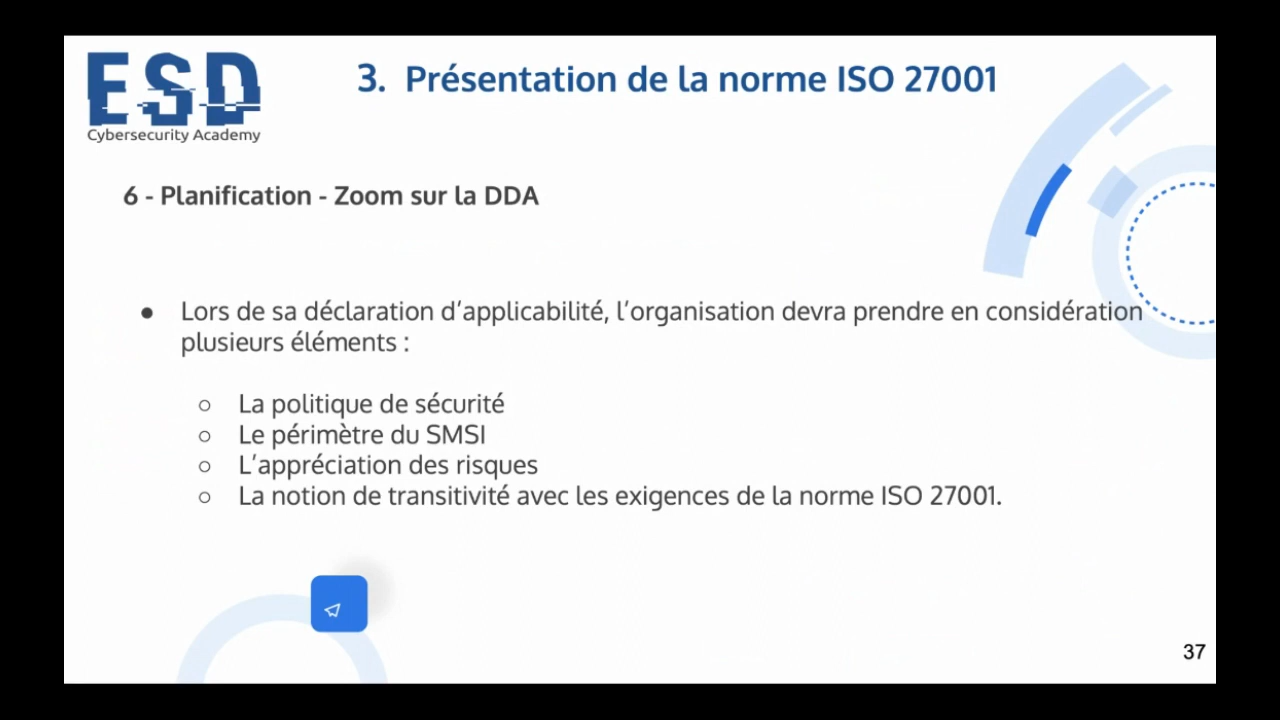 ESD
Cybersecurity Academy
3. Présentation de la norme ISO 27001
6 - Planification - Zoom sur la DDA
● Lors de sa déclaration d’applicabilité, l’organisation devra prendre en considération
plusieurs éléments :
○ La politique de sécurité
○ Le périmètre du SMSI
○ L’appréciation des risques
○ La notion de transitivité avec les exigences de la norme ISO 27001.
37